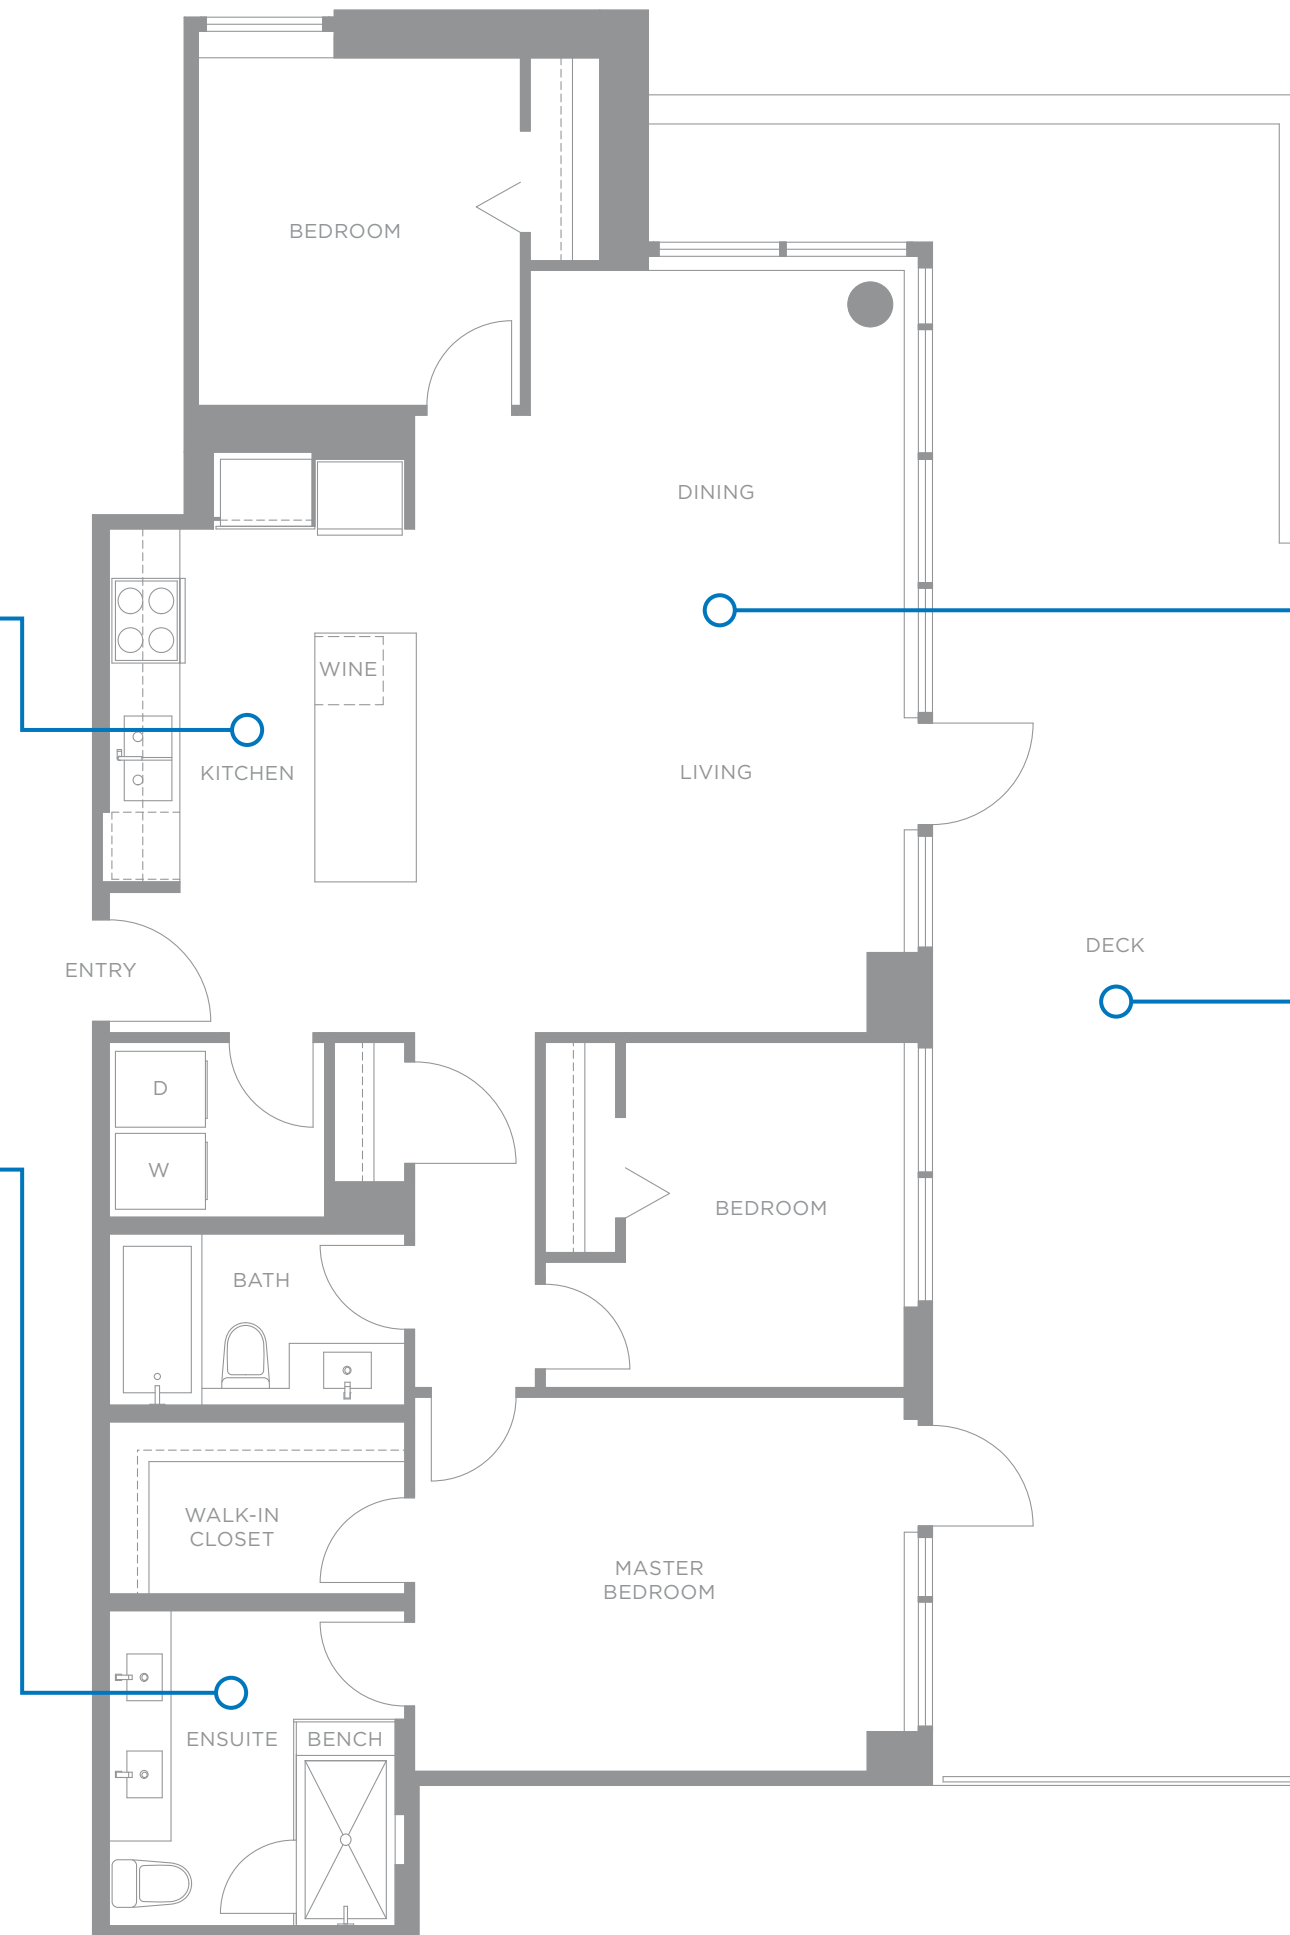 BEDROOM
DINING
WINE
KITCHEN
LIVING
DECK
ENTRY
D
W
BEDROOM
BATH
WALK-IN
CLOSET
MASTER
BEDROOM
ENSUITE
BENCH